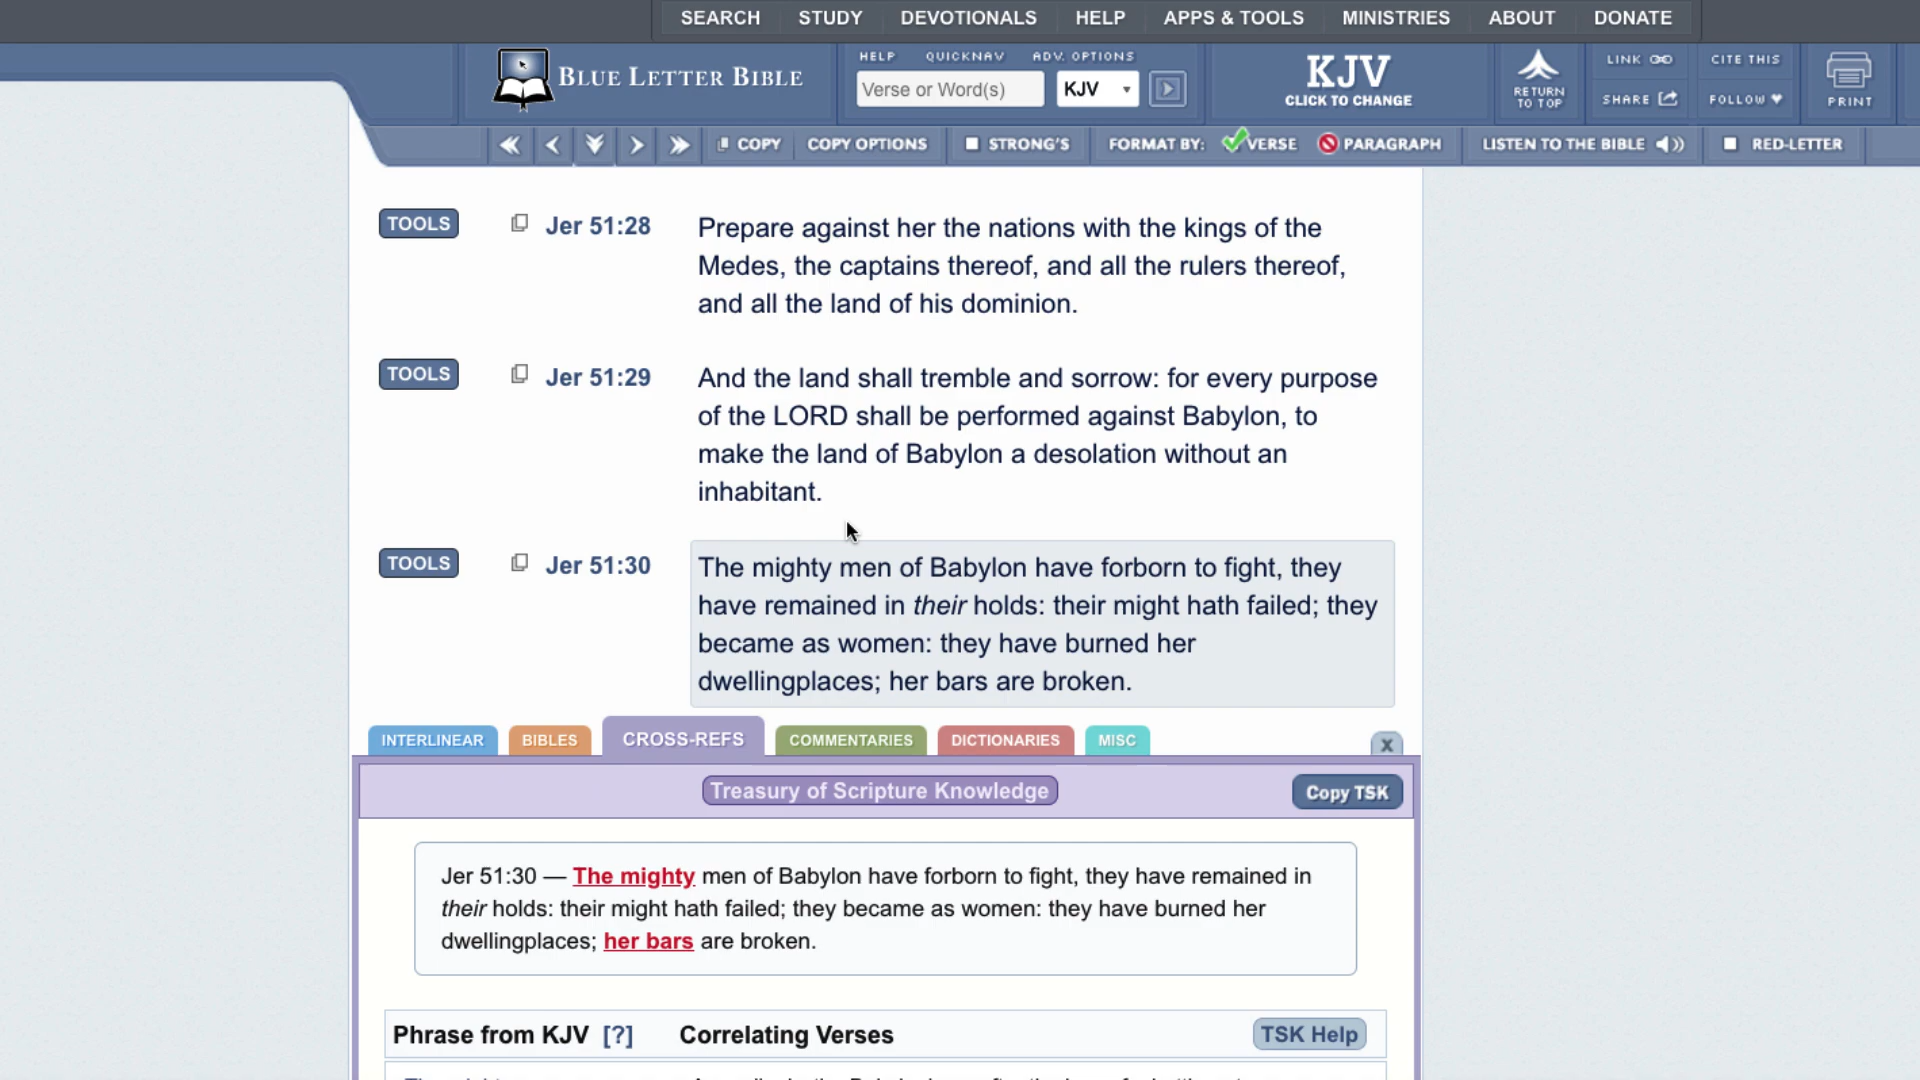 SEARCH STUDY DEVOTIONALS HELP APPS & TOOLS MINISTRIES ABOUT DONATE
BLUE LETTER BIBLE
HELP QUICKNAV ADV. OPTIONS
Verse or Word(s) KJV
KJV
CLICK TO CHANGE
RETURN
TO TOP
LINK
SHARE
CITE THIS
FOLLOW
PRINT
COPY COPY OPTIONS STRONG'S FORMAT BY: VERSE PARAGRAPH LISTEN TO THE BIBLE RED-LETTER
TOOLS Jer 51:28 Prepare against her the nations with the kings of the
Medes, the captains thereof, and all the rulers thereof,
and all the land of his dominion.
TOOLS Jer 51:29 And the land shall tremble and sorrow: for every purpose
of the LORD shall be performed against Babylon, to
make the land of Babylon a desolation without an
inhabitant.
TOOLS Jer 51:30 The mighty men of Babylon have forborn to fight, they
have remained in their holds: their might hath failed; they
became as women: they have burned her
dwellingplaces; her bars are broken.
INTERLINEAR BIBLES CROSS-REFS COMMENTARIES DICTIONARIES MISC X
Treasury of Scripture Knowledge Copy TSK
Jer 51:30 — The mighty men of Babylon have forborn to fight, they have remained in
their holds: their might hath failed; they became as women: they have burned her
dwellingplaces; her bars are broken.
Phrase from KJV [?] Correlating Verses TSK Help